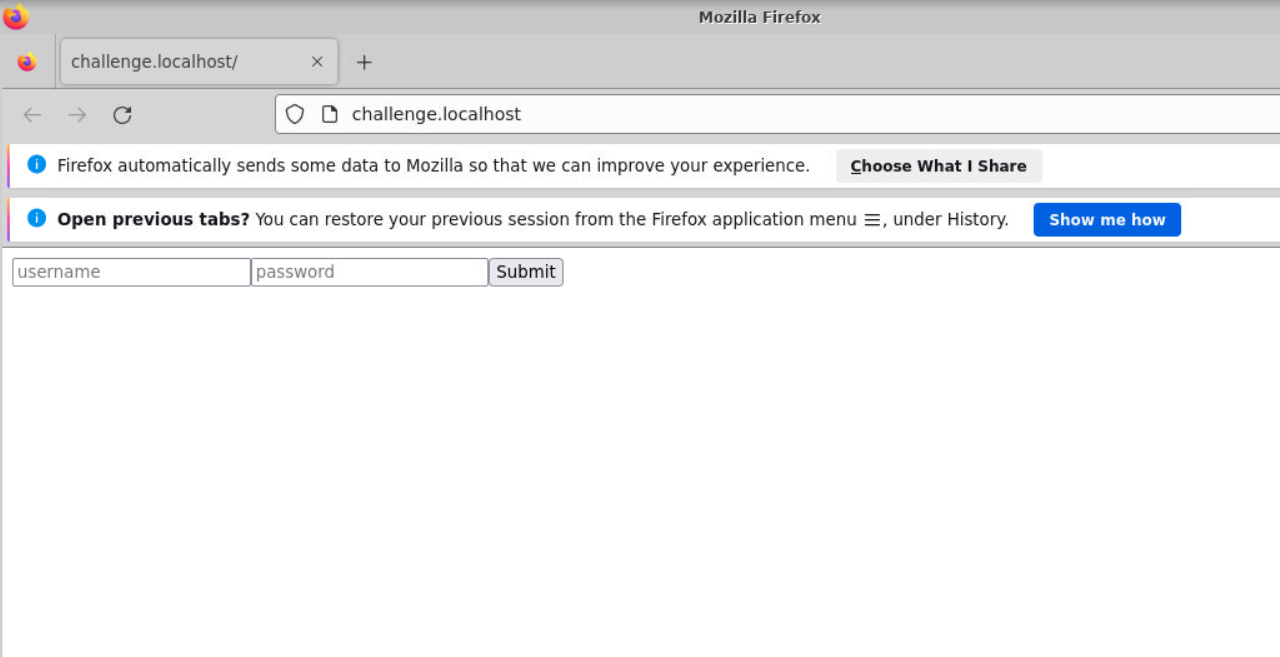 Mozilla Firefox
challenge.localhost/
challenge.localhost
Firefox automatically sends some data to Mozilla so that we can improve your experience. Choose What I Share
Open previous tabs? You can restore your previous session from the Firefox application menu ☰, under History. Show me how
username password Submit